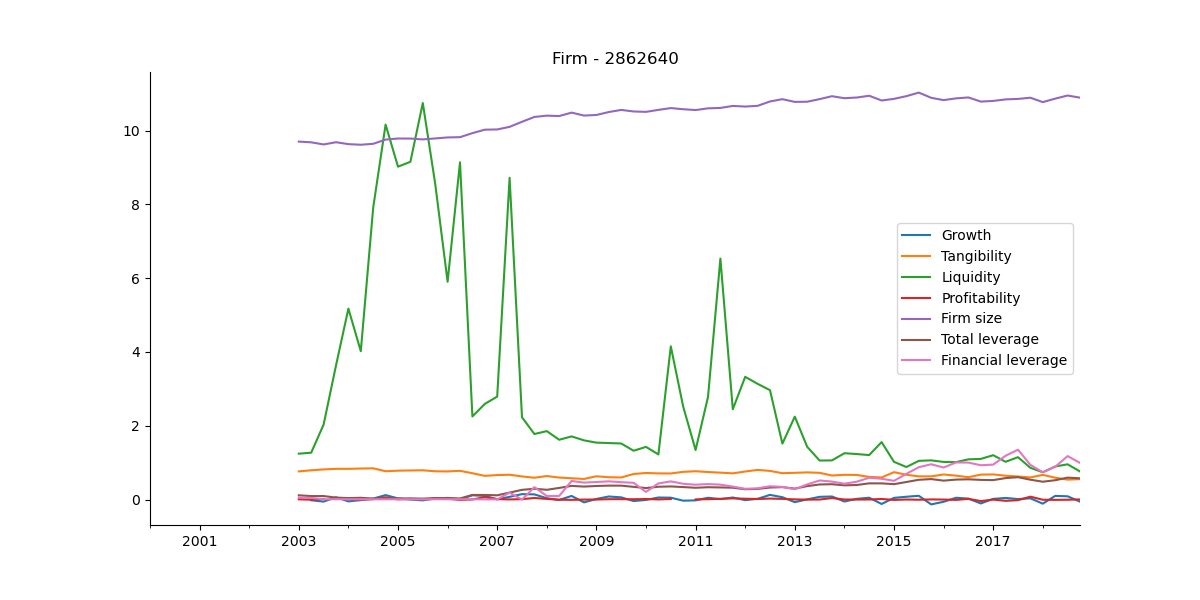 Firm - 2862640
10
8
6
4
2
0
Growth
Tangibility
Liquidity
Profitability
Firm size
Total leverage
Financial leverage
2001 2003 2005 2007 2009 2011 2013 2015 2017